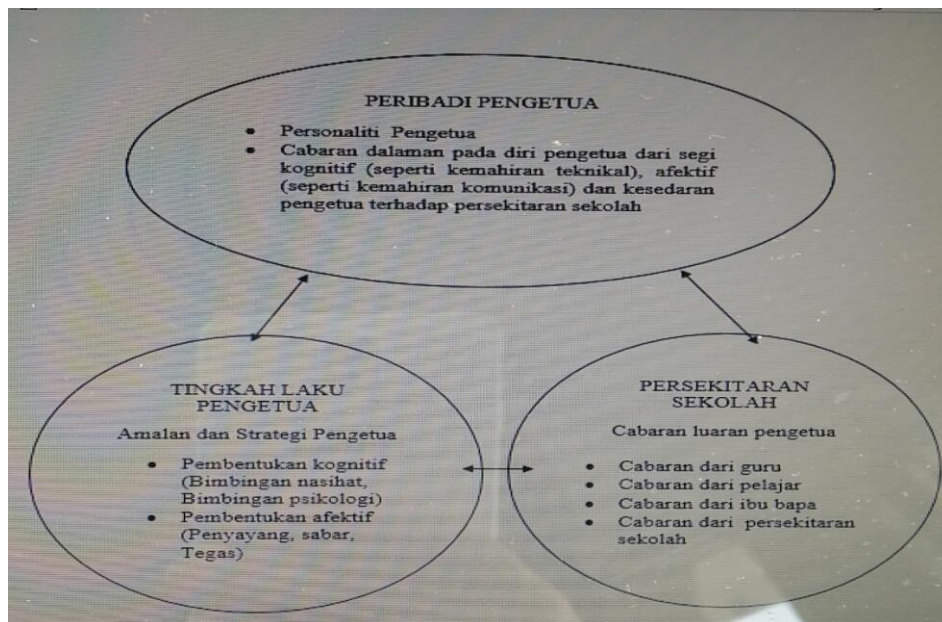 PERIBADI PENGETUA
• Personaliti Pengetua
• Cabaran dalaman pada diri pengetua dari segi
kognitif (seperti kemahiran teknikal), afektif
(seperti kemahiran komunikasi) dan kesedaran
pengetua terhadap persekitaran sekolah
TINGKAH LAKU
PENGETUA
Amalan dan Strategi Pengetua
• Pembentukan kognitif
(Bimbingan nasihat,
Bimbingan psikologi)
• Pembentukan afektif
(Penyayang, sabar,
Tegas)
PERSEKITARAN
SEKOLAH
Cabaran luaran pengetua
• Cabaran dari guru
• Cabaran dari pelajar
• Cabaran dari ibu bapa
• Cabaran dari persekitaran
sekolah